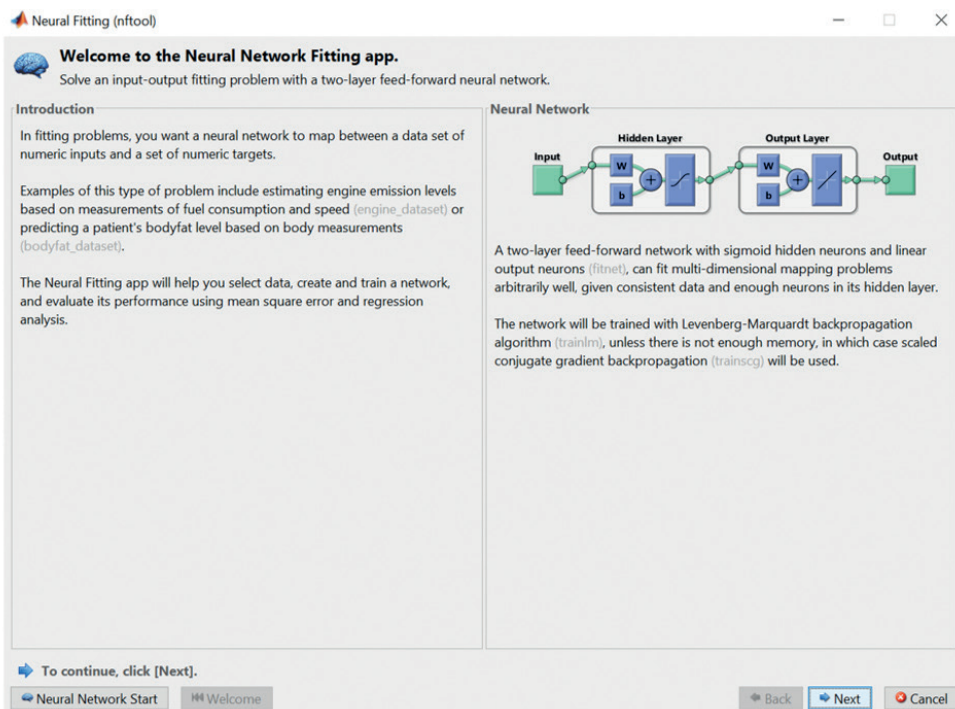 Neural Fitting (nftool)
Welcome to the Neural Network Fitting app.
Solve an input-output fitting problem with a two-layer feed-forward neural network.
Introduction
In fitting problems, you want a neural network to map between a data set of
numeric inputs and a set of numeric targets.
Examples of this type of problem include estimating engine emission levels
based on measurements of fuel consumption and speed (engine_dataset) or
predicting a patient's bodyfat level based on body measurements
(bodyfat_dataset).
The Neural Fitting app will help you select data, create and train a network,
and evaluate its performance using mean square error and regression
analysis.
Neural Network
Hidden Layer
Output Layer
Input
Output
W
b
+
W
b
+
A two-layer feed-forward network with sigmoid hidden neurons and linear
output neurons (fitnet), can fit multi-dimensional mapping problems
arbitrarily well, given consistent data and enough neurons in its hidden layer.
The network will be trained with Levenberg-Marquardt backpropagation
algorithm (trainlm), unless there is not enough memory, in which case scaled
conjugate gradient backpropagation (trainscg) will be used.
To continue, click [Next].
Neural Network Start
Welcome
Back
Next
Cancel